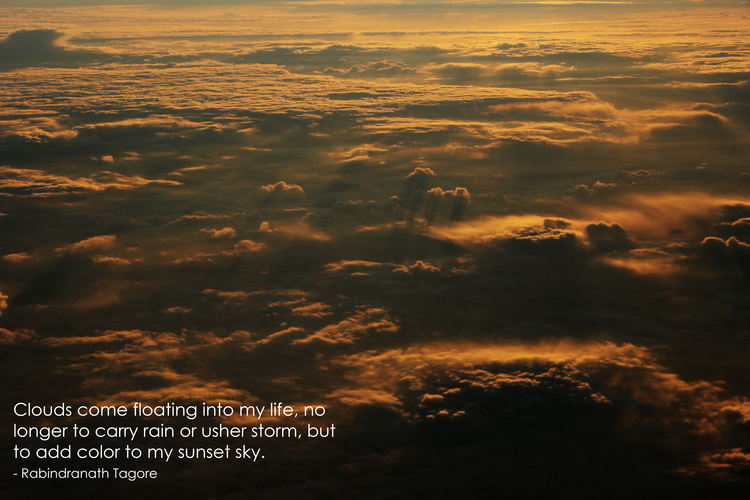 Clouds come floating into my life, no
longer to carry rain or usher storm, but
to add color to my sunset sky.
- Rabindranath Tagore